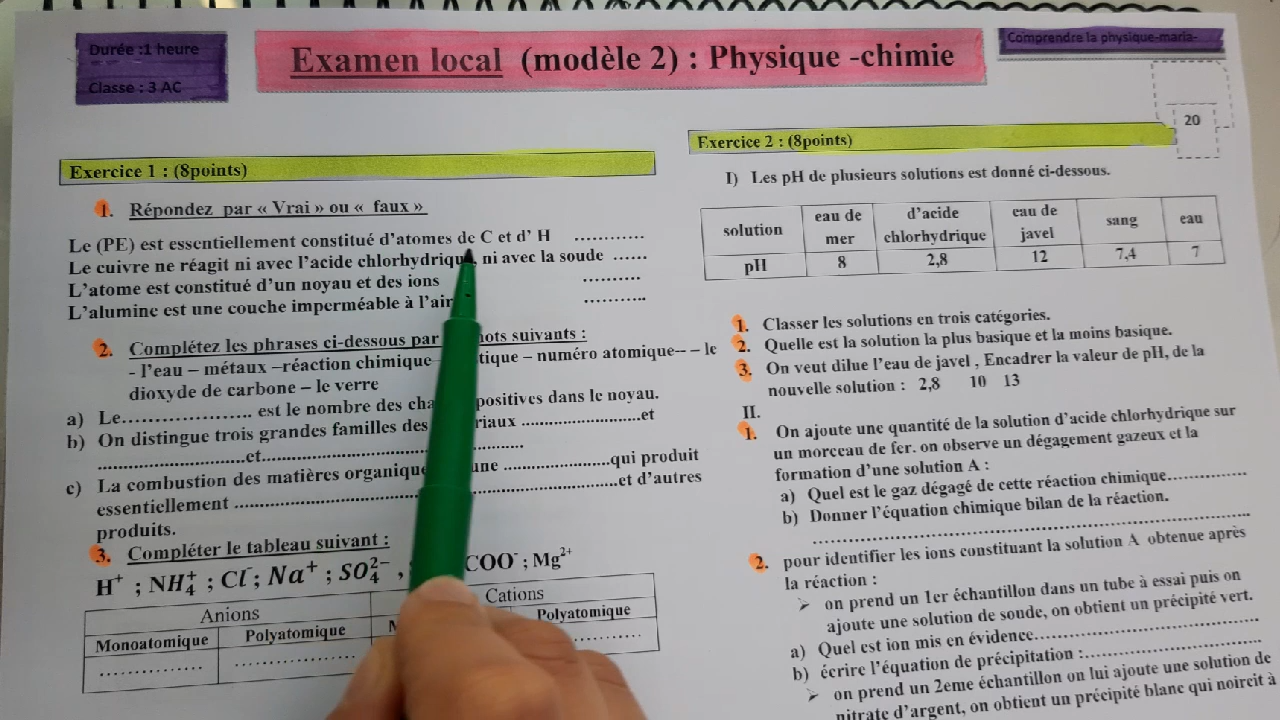 Durée :1 heure
Classe : 3 AC
Examen local (modèle 2) : Physique -chimie
Comprendre la physique-maria-
20
Exercice 1 : (8points)
1. Répondez par « Vrai » ou « faux »
Le (PE) est essentiellement constitué d'atomes de C et d' H ............
Le cuivre ne réagit ni avec l'acide chlorhydrique, ni avec la soude ......
L'atome est constitué d'un noyau et des ions ..........
L'alumine est une couche imperméable à l'air ...........
2. Complétez les phrases ci-dessous par mots suivants :
- l'eau – métaux –réaction chimique tique – numéro atomique-- – le
dioxyde de carbone – le verre
a) Le.................... est le nombre des positives dans le noyau.
b) On distingue trois grandes familles des riaux ......................et
..............................et........................................
c) La combustion des matières organique une ...................qui produit
essentiellement ......................................................et d'autres
produits.
3. Compléter le tableau suivant :
H⁺ ; NH₄⁺ ; Cl⁻; Na⁺ ; SO₄²⁻ , COO⁻ ; Mg²⁺
Anions Cations
Monoatomique Polyatomique Polyatomique
.................. ..................... .............
Exercice 2 : (8points)
I) Les pH de plusieurs solutions est donné ci-dessous.
solution eau de mer d'acide chlorhydrique eau de javel sang eau
pH 8 2,8 12 7,4 7
1. Classer les solutions en trois catégories.
2. Quelle est la solution la plus basique et la moins basique.
3. On veut dilue l'eau de javel , Encadrer la valeur de pH, de la
nouvelle solution : 2,8 10 13
II.
1. On ajoute une quantité de la solution d'acide chlorhydrique sur
un morceau de fer. on observe un dégagement gazeux et la
formation d'une solution A :
a) Quel est le gaz dégagé de cette réaction chimique..............
b) Donner l'équation chimique bilan de la réaction.
..............................................................................
2. pour identifier les ions constituant la solution A obtenue après
la réaction :
➢ on prend un 1er échantillon dans un tube à essai puis on
ajoute une solution de soude, on obtient un précipité vert.
a) Quel est ion mis en évidence.......................................
b) écrire l'équation de précipitation :..............................
➢ on prend un 2eme échantillon on lui ajoute une solution de
nitrate d'argent, on obtient un précipité blanc qui noircit à